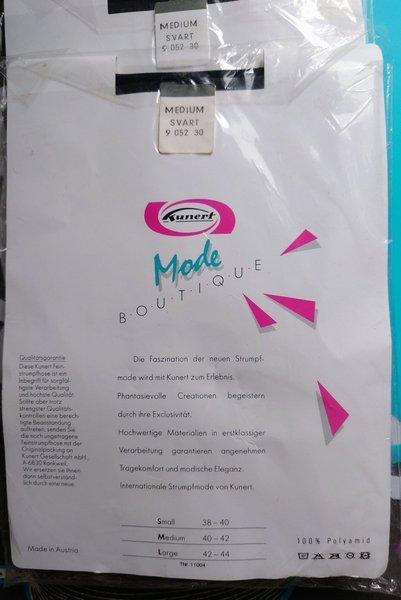 MEDIUM
SVART
9 052 30
MEDIUM
SVART
9 052 30
Kunert
Mode
B·O·U·T·I·Q·U·E
Qualitätsgarantie
Diese Kunert Fein-
strumpfhose ist ein
Inbegriff für sorgfäl-
tigste Verarbeitung
und höchste Qualität.
Sollte aber trotz
strengster Qualitäts-
kontrollen eine berech-
tigte Beanstandung
auftreten, senden Sie
die noch ungetragene
Feinstrumpfhose mit der
Originalpackung an
Kunert Gesellschaft mbH.,
A-6830 Rankweil.
Wir ersetzen sie Ihnen
dann selbstverständ-
lich durch eine neue.
Die Faszination der neuen Strumpf-
mode wird mit Kunert zum Erlebnis.
Phantasievolle Creationen begeistern
durch ihre Exclusivität.
Hochwertige Materialien in erstklassiger
Verarbeitung garantieren angenehmen
Tragekomfort und modische Eleganz.
Internationale Strumpfmode von Kunert.
Small 38 – 40
Medium 40 – 42
Large 42 – 44
TNr. 11004
Made in Austria
100% Polyamid